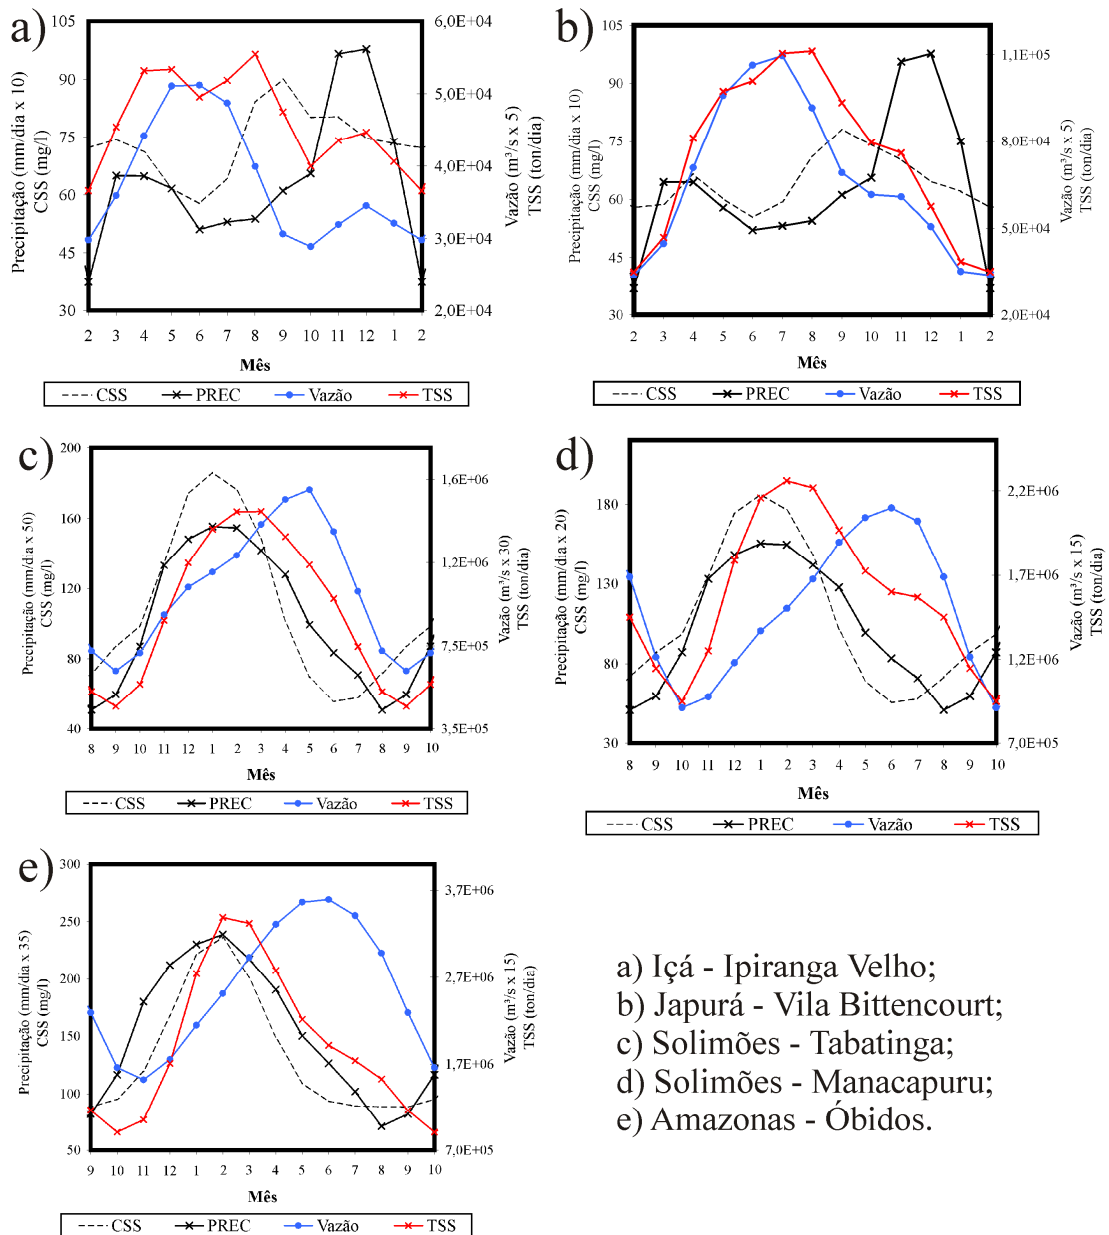 a)
Precipitação (mm/dia x 10)
CSS (mg/l)
105
90
75
60
45
30
6,0E+04
5,0E+04
4,0E+04
3,0E+04
2,0E+04
Vazão (m³/s x 5)
TSS (ton/dia)
2 3 4 5 6 7 8 9 10 11 12 1 2
Mês
CSS PREC Vazão TSS
b)
Precipitação (mm/dia x 10)
CSS (mg/l)
105
90
75
60
45
30
1,1E+05
8,0E+04
5,0E+04
2,0E+04
Vazão (m³/s x 5)
TSS (ton/dia)
2 3 4 5 6 7 8 9 10 11 12 1 2
Mês
CSS PREC Vazão TSS
c)
Precipitação (mm/dia x 50)
CSS (mg/l)
200
160
120
80
40
1,6E+06
1,2E+06
7,5E+05
3,5E+05
Vazão (m³/s x 30)
TSS (ton/dia)
8 9 10 11 12 1 2 3 4 5 6 7 8 9 10
Mês
CSS PREC Vazão TSS
d)
Precipitação (mm/dia x 20)
CSS (mg/l)
180
130
80
30
2,2E+06
1,7E+06
1,2E+06
7,0E+05
Vazão (m³/s x 15)
TSS (ton/dia)
8 9 10 11 12 1 2 3 4 5 6 7 8 9 10
Mês
CSS PREC Vazão TSS
e)
Precipitação (mm/dia x 35)
CSS (mg/l)
300
250
200
150
100
50
3,7E+06
2,7E+06
1,7E+06
7,0E+05
Vazão (m³/s x 15)
TSS (ton/dia)
9 10 11 12 1 2 3 4 5 6 7 8 9 10
Mês
CSS PREC Vazão TSS
a) Içá - Ipiranga Velho;
b) Japurá - Vila Bittencourt;
c) Solimões - Tabatinga;
d) Solimões - Manacapuru;
e) Amazonas - Óbidos.